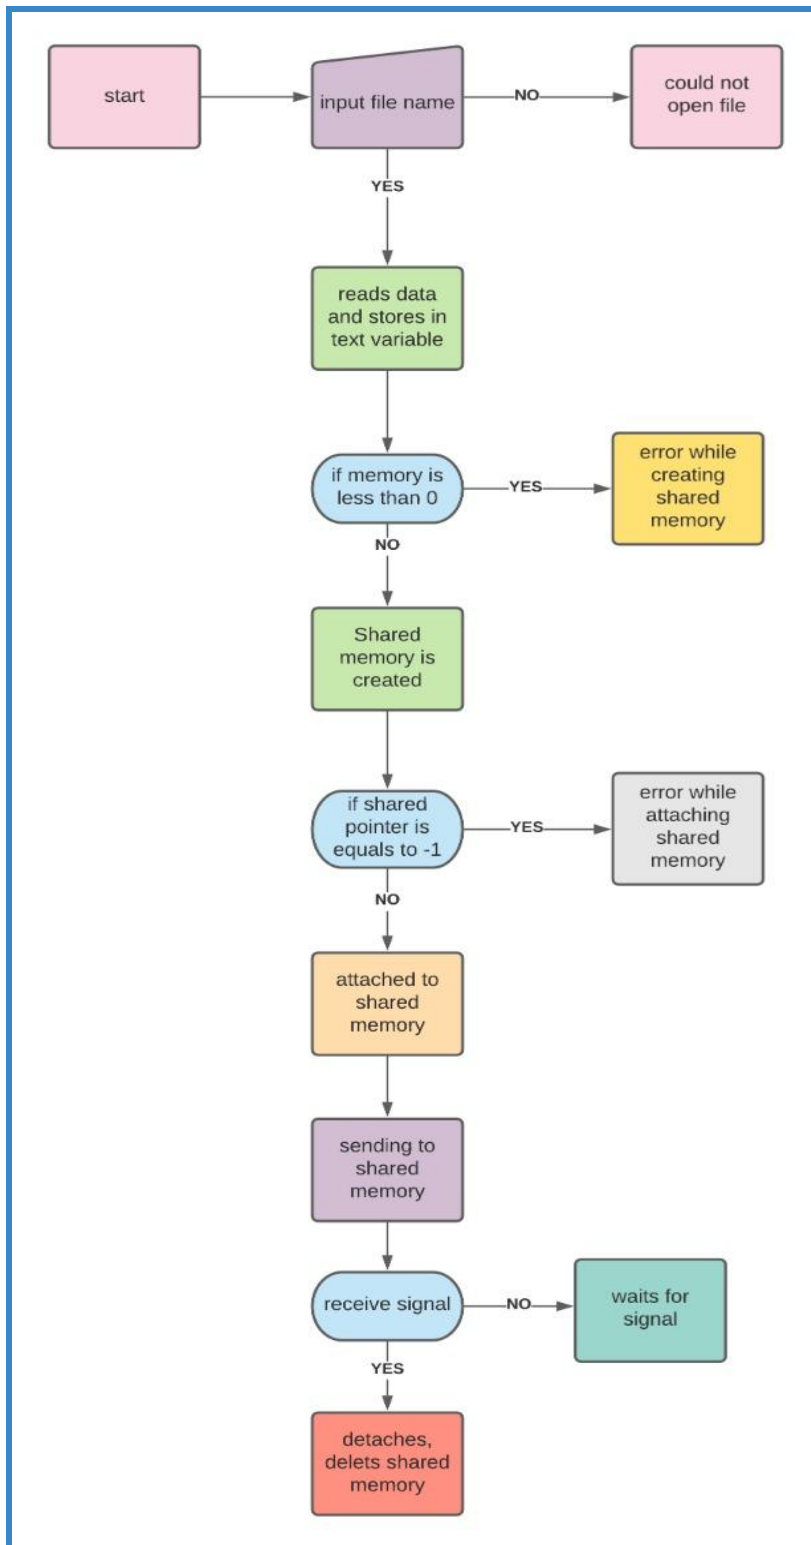 start
input file name
NO
could not
open file
YES
reads data
and stores in
text variable
if memory is
less than 0
YES
error while
creating
shared
memory
NO
Shared
memory is
created
if shared
pointer is
equals to -1
YES
error while
attaching
shared
memory
NO
attached to
shared
memory
sending to
shared
memory
receive signal
NO
waits for
signal
YES
detaches,
delets shared
memory